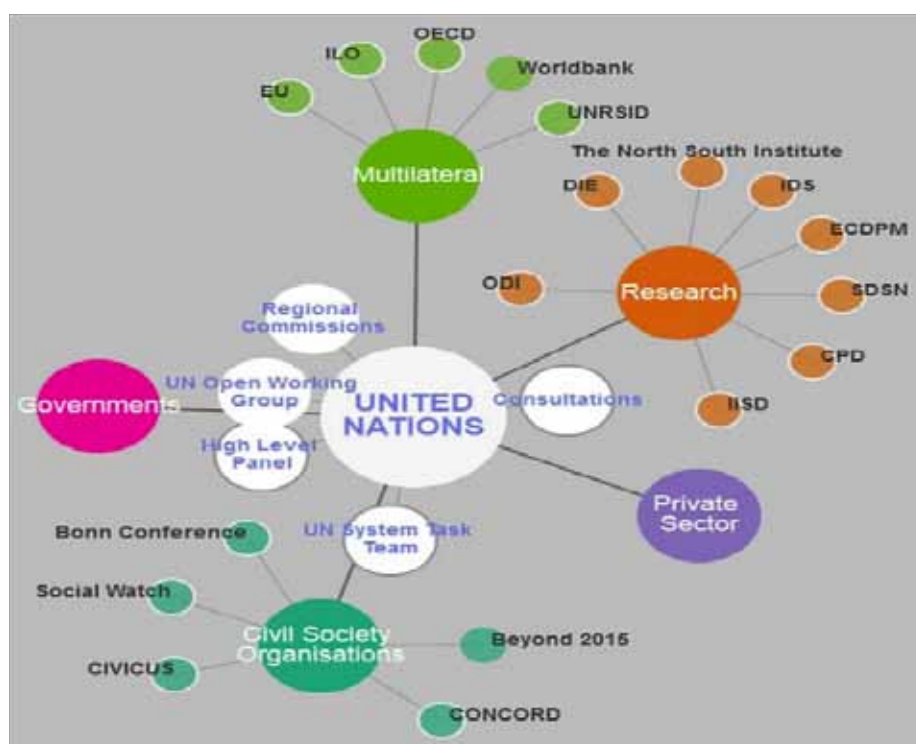 OECD
ILO
Worldbank
EU
UNRSID
Multilateral
The North South Institute
DIE
IDS
ECDPM
ODI
Research
SDSN
Regional
Commissions
CPD
UN Open Working
Group
Governments
UNITED
NATIONS
Consultations
IISD
High Level
Panel
Private
Sector
Bonn Conference
UN System Task
Team
Social Watch
Civil Society
Organisations
Beyond 2015
CIVICUS
CONCORD